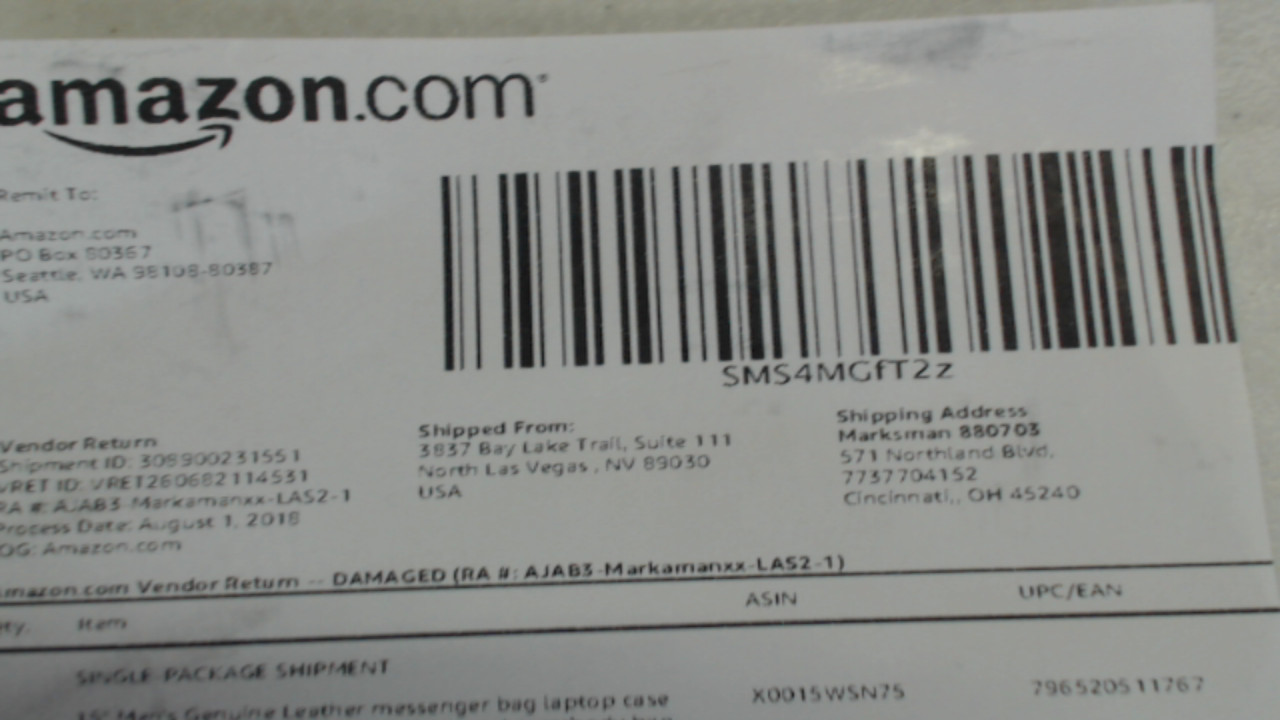 amazon.com
Remit To:
Amazon.com
PO Box 80367
Seattle, WA 98108-80387
USA
SMS4MGfT2z
Vendor Return
Shipment ID: 308900231551
VRET ID: VRET260682114531
RA #: AJAB3-Markamanxx-LAS2-1
Process Date: August 1, 2018
OG: Amazon.com
Shipped From:
3837 Bay Lake Trail, Suite 111
North Las Vegas , NV 89030
USA
Shipping Address
Marksman 880703
571 Northland Blvd,
7737704152
Cincinnati,, OH 45240
mazon.com Vendor Return -- DAMAGED (RA #: AJAB3-Markamanxx-LAS2-1)
ty. Item ASIN UPC/EAN
SINGLE-PACKAGE SHIPMENT
15" Men's Genuine Leather messenger bag laptop case X0015WSN75 796520511767